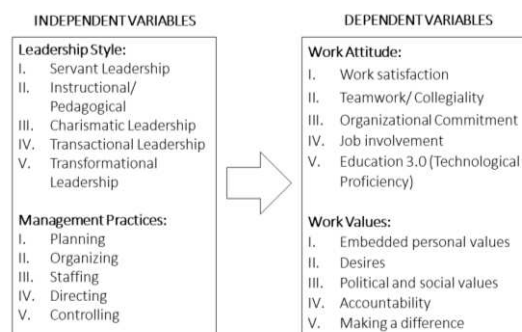 INDEPENDENT VARIABLES
Leadership Style:
I. Servant Leadership
II. Instructional/
Pedagogical
III. Charismatic Leadership
IV. Transactional Leadership
V. Transformational
Leadership
Management Practices:
I. Planning
II. Organizing
III. Staffing
IV. Directing
V. Controlling
DEPENDENT VARIABLES
Work Attitude:
I. Work satisfaction
II. Teamwork/ Collegiality
III. Organizational Commitment
IV. Job involvement
V. Education 3.0 (Technological
Proficiency)
Work Values:
I. Embedded personal values
II. Desires
III. Political and social values
IV. Accountability
V. Making a difference